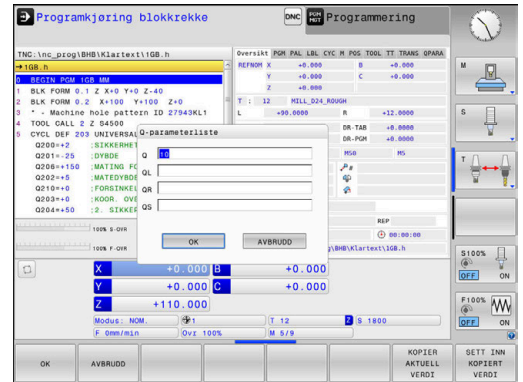 Programkjøring blokkrekke
DNC
Programmering
TNC:\nc_prog\BHB\Klartext\1GB.h
→1GB.h
0 BEGIN PGM 1GB MM
1 BLK FORM 0.1 Z X+0 Y+0 Z-40
2 BLK FORM 0.2 X+100 Y+100 Z+0
3 * - Machine hole pattern ID 27943KL1
4 TOOL CALL 2 Z S4500
5 CYCL DEF 203 UNIVERSAL
Q200=+2 ;SIKKERHET
Q201=-25 ;DYBDE
Q206=+150 ;MATING FO
Q202=+5 ;MATEDYBDE
Q210=+0 ;FORSINKEL
Q203=+0 ;KOOR. OVE
Q204=+50 ;2. SIKKER
100% S-OVR
100% F-OVR
Oversikt PGM PAL LBL CYC M POS TOOL TT TRANS QPARA
REFNOM X +0.000 B +0.000
Y +0.000 C +0.000
Z +0.000
T : 12 MILL_D24_ROUGH
L +90.0000 R +12.0000
DR-TAB +0.0000
DR-PGM +0.0000
M50 M5
REP
00:00:00
\BHB\Klartext\1GB.h
Q-parameterliste
Q 10
QL
QR
QS
OK
AVBRUDD
X +0.000 B +0.000
Y +0.000 C +0.000
Z +110.000
Modus: NOM. 1 T 12 Z S 1800
F 0mm/min Ovr 100% M 5/9
M
S
T
S100%
OFF ON
F100%
OFF ON
OK
AVBRUDD
KOPIER AKTUELL VERDI
SETT INN KOPIERT VERDI